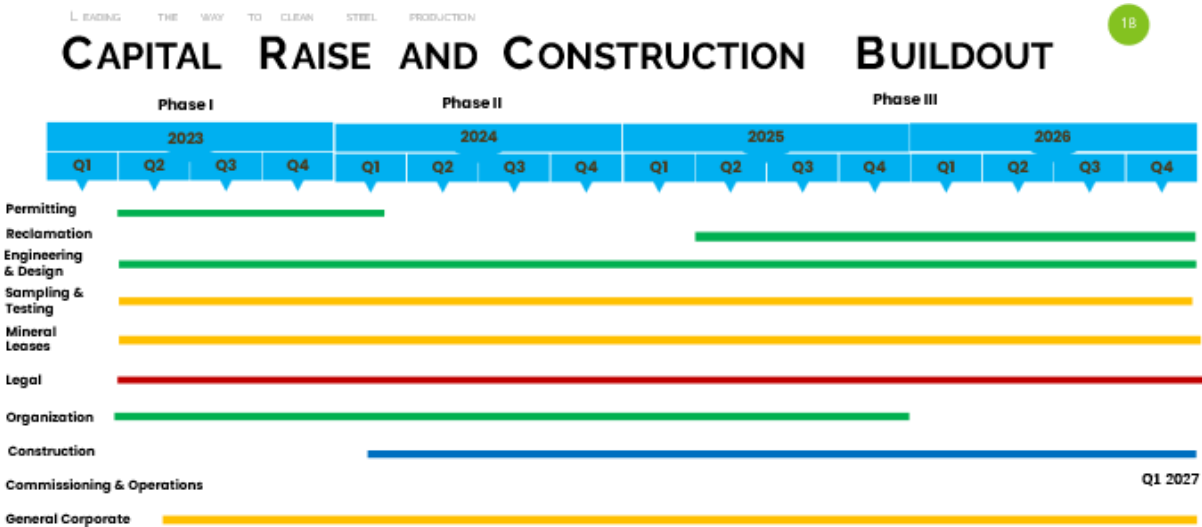 LEADING THE WAY TO CLEAN STEEL PRODUCTION
18
CAPITAL RAISE AND CONSTRUCTION BUILDOUT
Phase I Phase II Phase III
2023 2024 2025 2026
Q1 Q2 Q3 Q4 Q1 Q2 Q3 Q4 Q1 Q2 Q3 Q4 Q1 Q2 Q3 Q4
Permitting
Reclamation
Engineering
& Design
Sampling &
Testing
Mineral
Leases
Legal
Organization
Construction
Commissioning & Operations Q1 2027
General Corporate